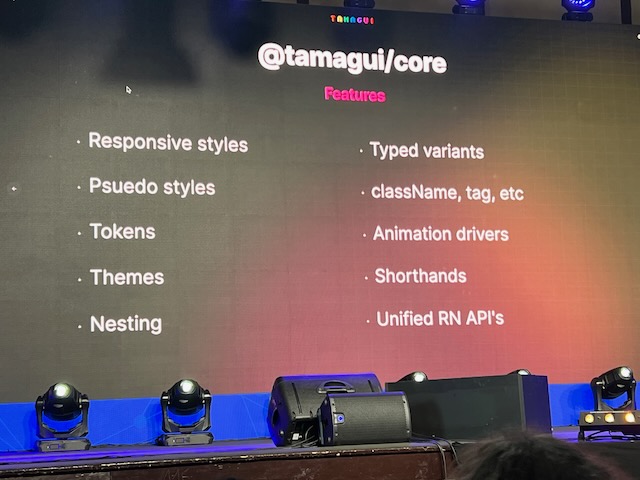 TAMAGUI
@tamagui/core
Features
· Responsive styles
· Psuedo styles
· Tokens
· Themes
· Nesting
· Typed variants
· className, tag, etc
· Animation drivers
· Shorthands
· Unified RN API's